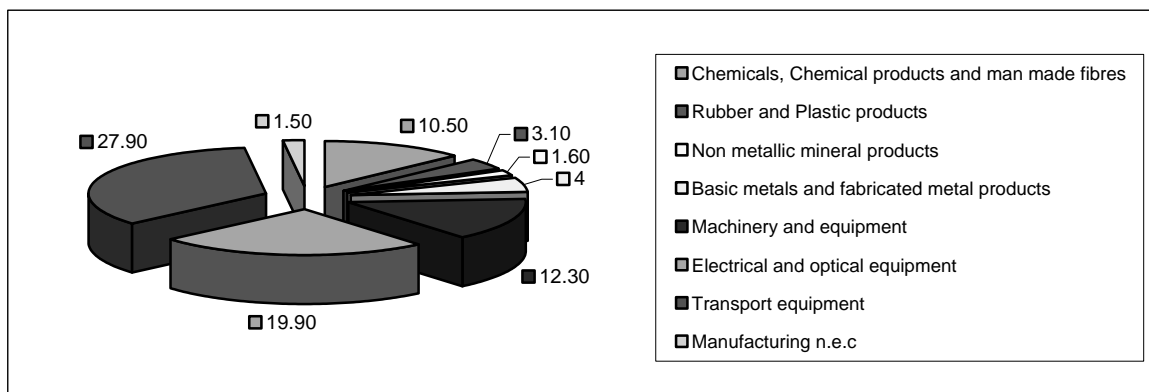 27.90
1.50
10.50
3.10
1.60
4
12.30
19.90
Chemicals, Chemical products and man made fibres
Rubber and Plastic products
Non metallic mineral products
Basic metals and fabricated metal products
Machinery and equipment
Electrical and optical equipment
Transport equipment
Manufacturing n.e.c